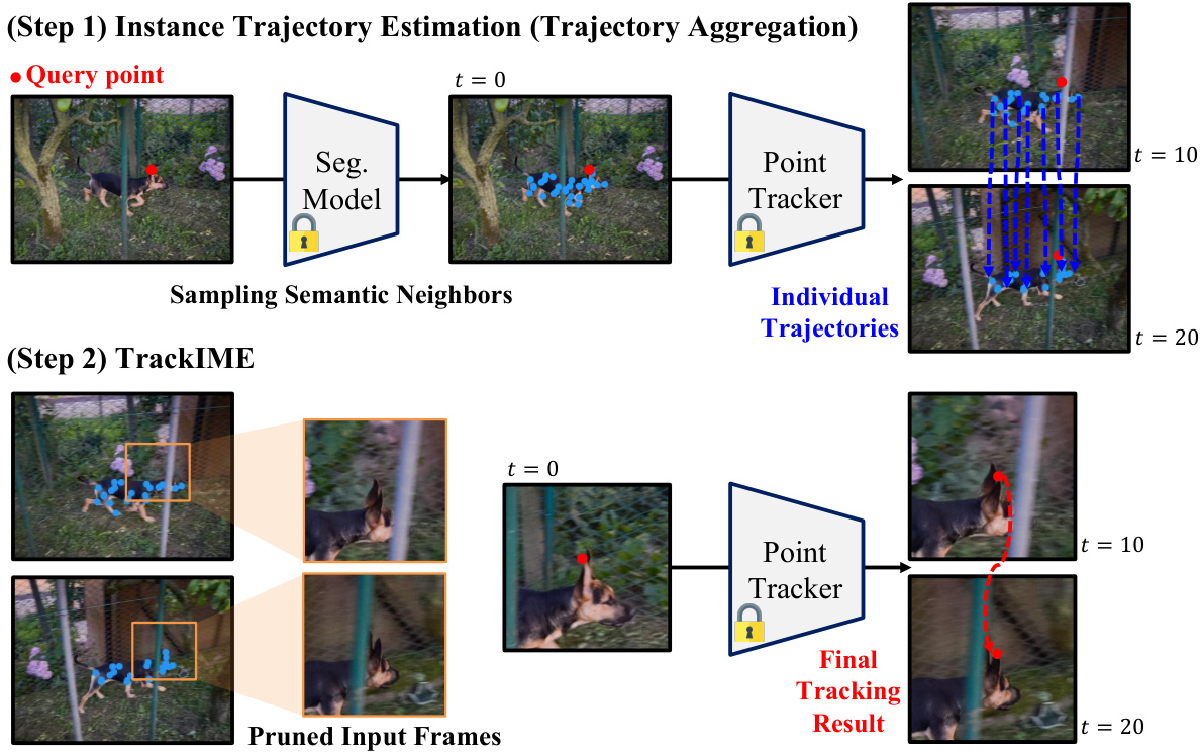 (Step 1) Instance Trajectory Estimation (Trajectory Aggregation)
Query point
t = 0
Seg.
Model
Point
Tracker
t = 10
Sampling Semantic Neighbors
Individual
Trajectories
t = 20
(Step 2) TrackIME
t = 0
Point
Tracker
t = 10
Final
Tracking
Result
Pruned Input Frames
t = 20